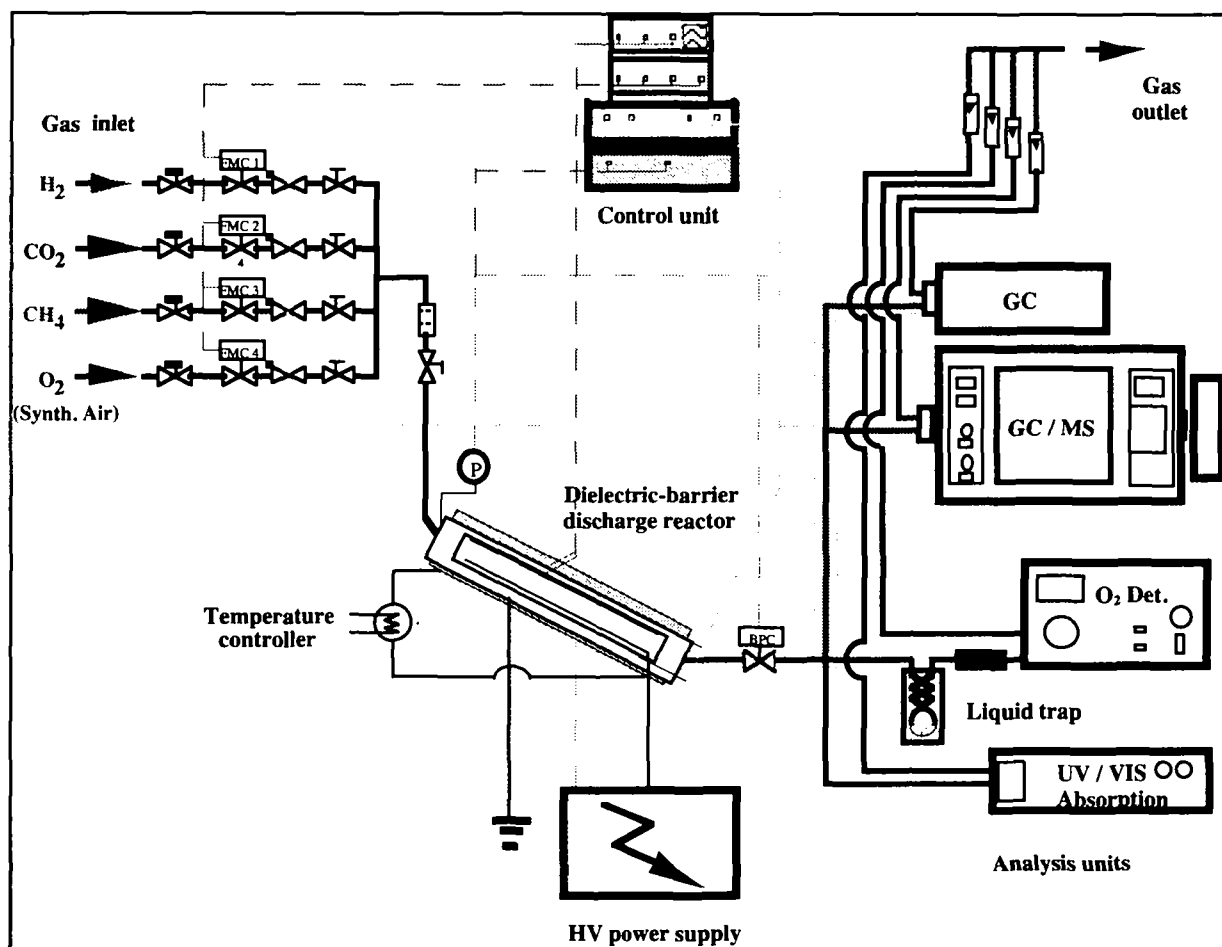 Gas inlet
H2
CO2
CH4
O2
(Synth. Air)
FMC 1
FMC 2
4
FMC 3
FMC 4
Control unit
Gas
outlet
GC
GC / MS
P
Dielectric-barrier
discharge reactor
Temperature
controller
BPC
O2 Det.
Liquid trap
UV / VIS
Absorption
Analysis units
HV power supply